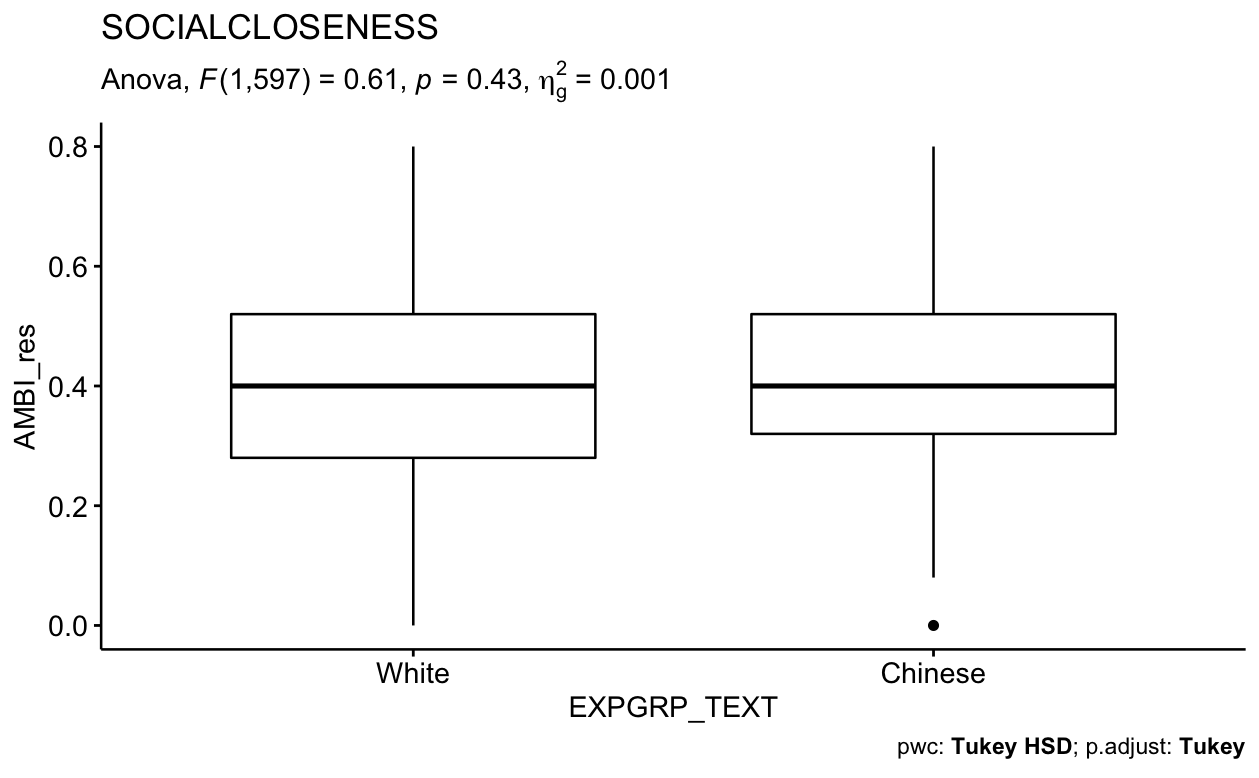 SOCIALCLOSENESS
Anova, F(1,597) = 0.61, p = 0.43, η²g = 0.001
AMBI_res
0.8
0.6
0.4
0.2
0.0
White Chinese
EXPGRP_TEXT
pwc: Tukey HSD; p.adjust: Tukey